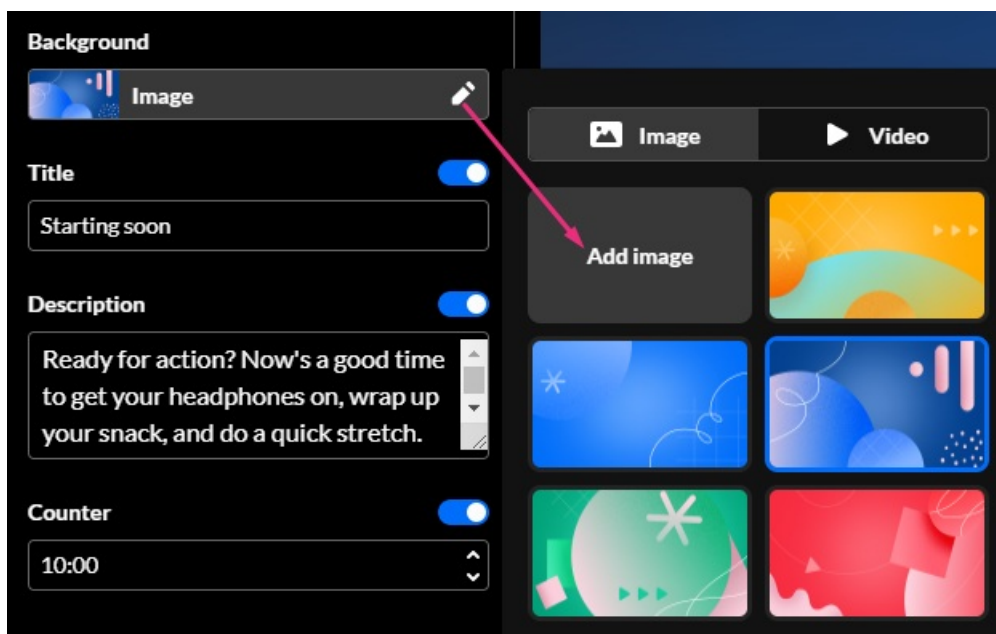 Background
Image
Title
Starting soon
Description
Ready for action? Now's a good time
to get your headphones on, wrap up
your snack, and do a quick stretch.
Counter
10:00
Image
Video
Add image